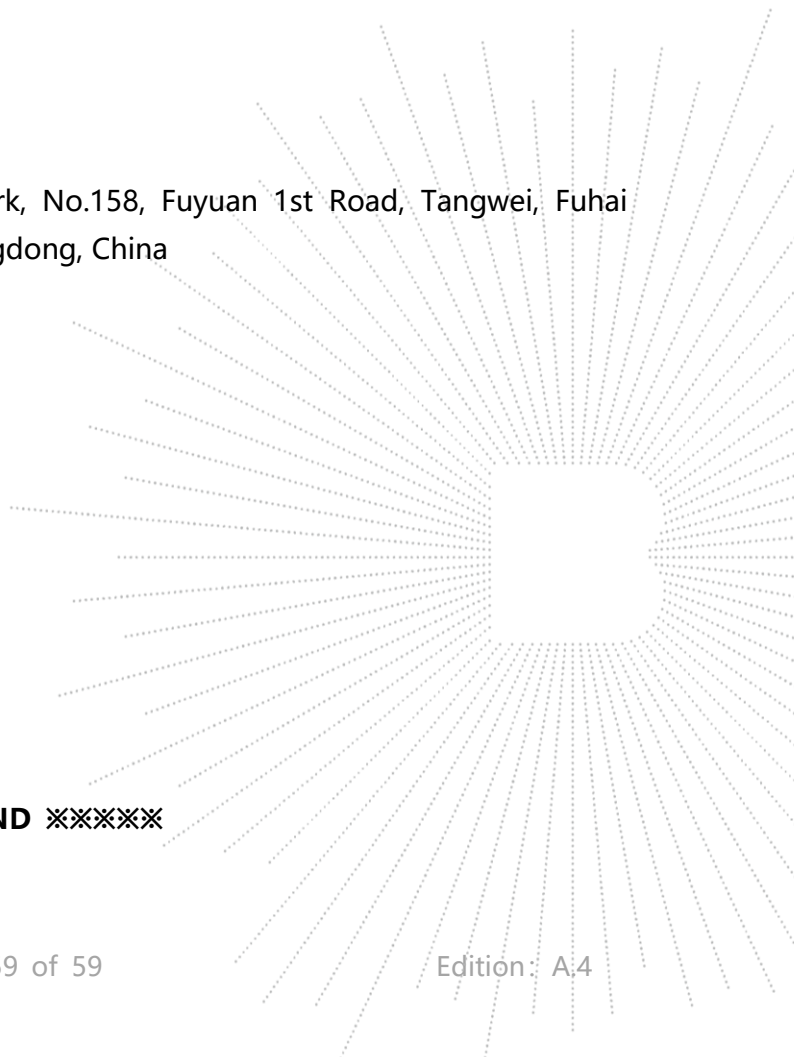 rk, No.158, Fuyuan 1st Road, Tangwei, Fuhai
gdong, China
ND ※※※※※
9 of 59 Edition: A.4